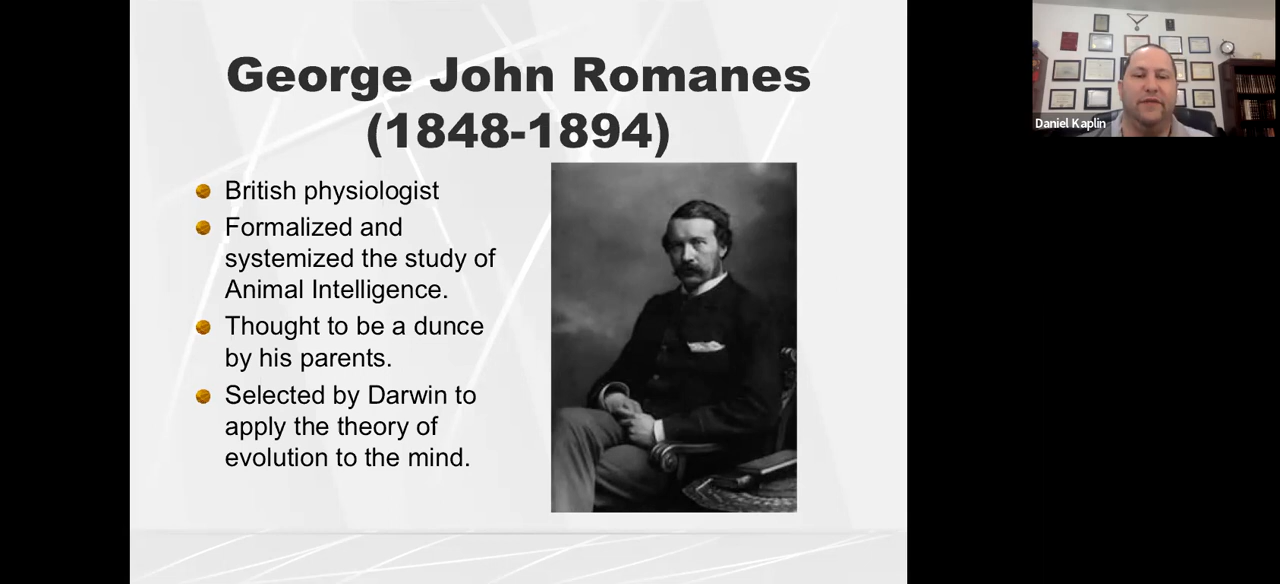 George John Romanes
(1848-1894)
British physiologist
Formalized and
systemized the study of
Animal Intelligence.
Thought to be a dunce
by his parents.
Selected by Darwin to
apply the theory of
evolution to the mind.
Daniel Kaplin